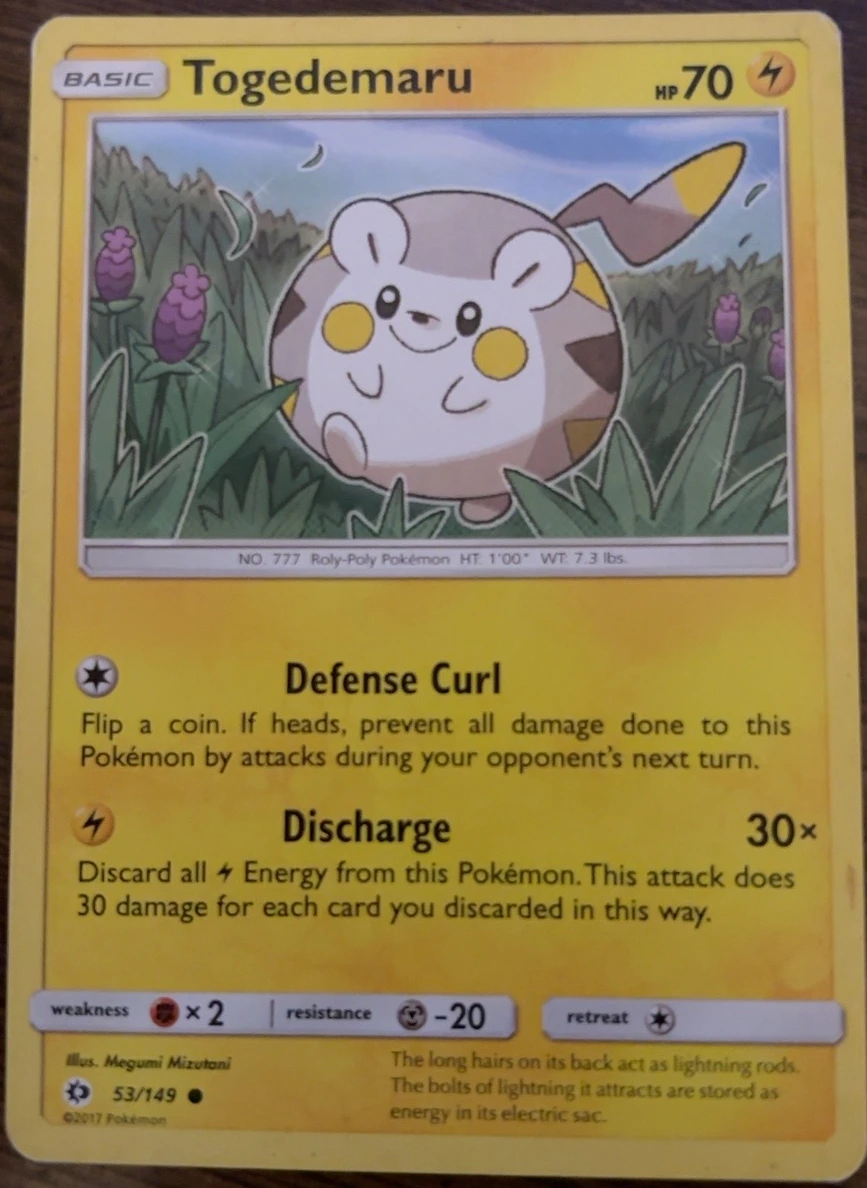 BASIC Togedemaru HP 70
NO. 777 Roly-Poly Pokémon HT: 1'00" WT: 7.3 lbs.
Defense Curl
Flip a coin. If heads, prevent all damage done to this
Pokémon by attacks during your opponent's next turn.
Discharge 30×
Discard all Energy from this Pokémon. This attack does
30 damage for each card you discarded in this way.
weakness ×2 resistance -20 retreat
Illus. Megumi Mizutani
53/149
©2017 Pokémon
The long hairs on its back act as lightning rods.
The bolts of lightning it attracts are stored as
energy in its electric sac.